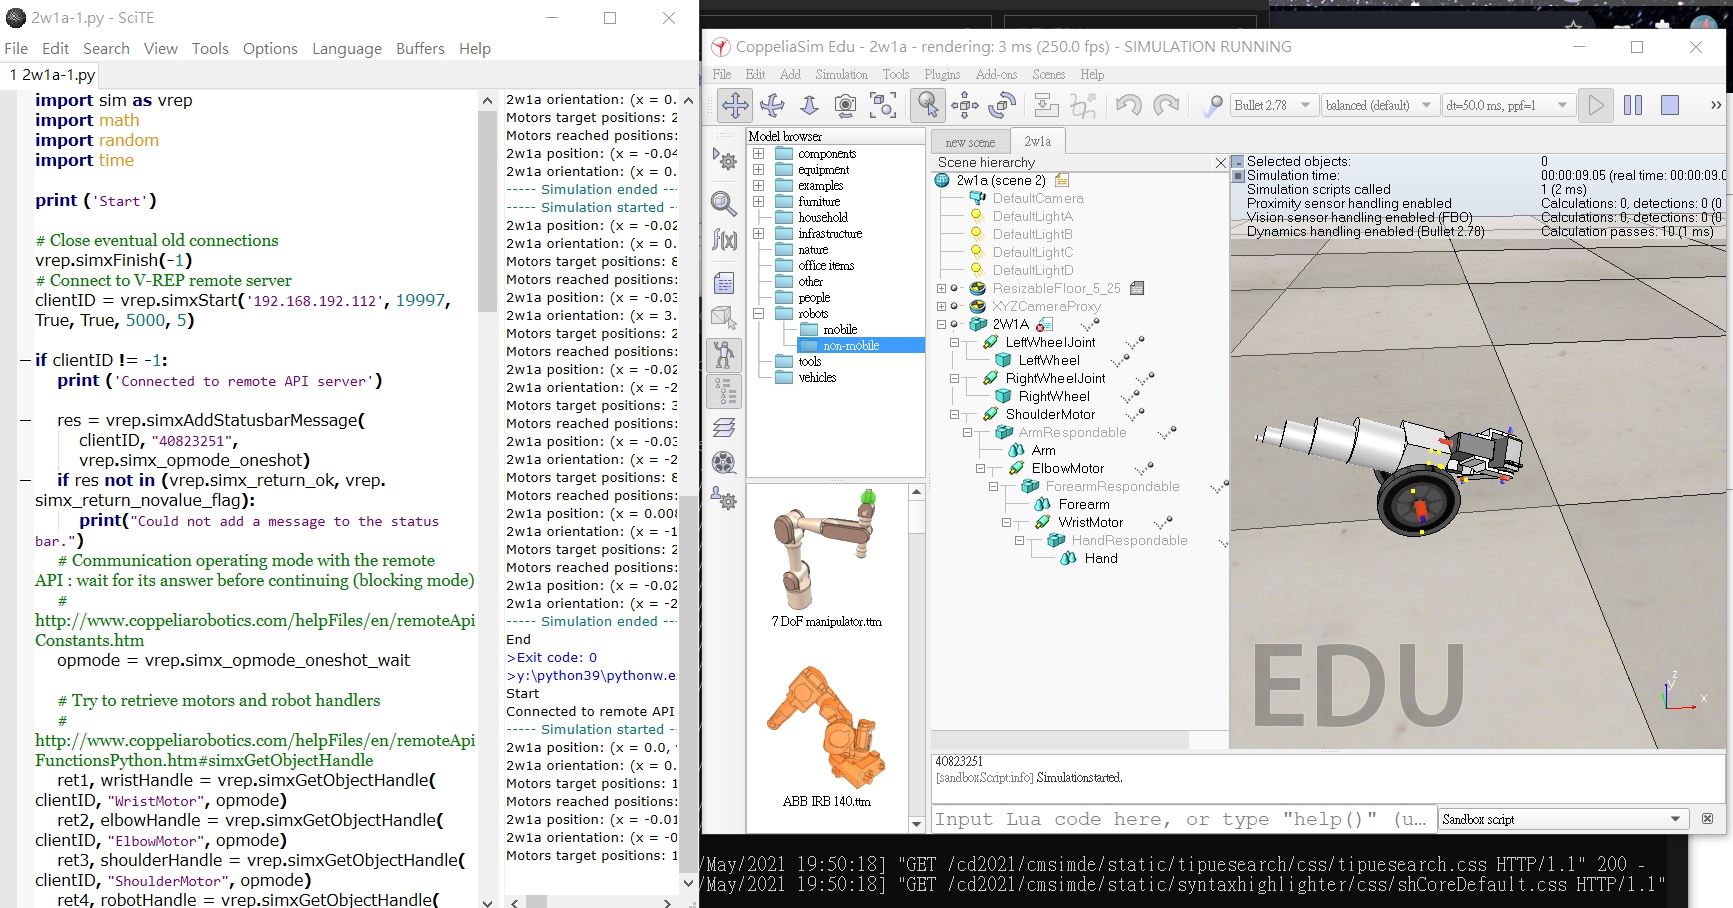 2w1a-1.py - SciTE
File Edit Search View Tools Options Language Buffers Help
1 2w1a-1.py
import sim as vrep
import math
import random
import time
print ('Start')
# Close eventual old connections
vrep.simxFinish(-1)
# Connect to V-REP remote server
clientID = vrep.simxStart('192.168.192.112', 19997,
True, True, 5000, 5)
if clientID != -1:
print ('Connected to remote API server')
res = vrep.simxAddStatusbarMessage(
clientID, "40823251",
vrep.simx_opmode_oneshot)
if res not in (vrep.simx_return_ok, vrep.
simx_return_novalue_flag):
print("Could not add a message to the status
bar.")
# Communication operating mode with the remote
API : wait for its answer before continuing (blocking mode)
#
http://www.coppeliarobotics.com/helpFiles/en/remoteApi
Constants.htm
opmode = vrep.simx_opmode_oneshot_wait
# Try to retrieve motors and robot handlers
#
http://www.coppeliarobotics.com/helpFiles/en/remoteApi
FunctionsPython.htm#simxGetObjectHandle
ret1, wristHandle = vrep.simxGetObjectHandle(
clientID, "WristMotor", opmode)
ret2, elbowHandle = vrep.simxGetObjectHandle(
clientID, "ElbowMotor", opmode)
ret3, shoulderHandle = vrep.simxGetObjectHandle(
clientID, "ShoulderMotor", opmode)
ret4, robotHandle = vrep.simxGetObjectHandle(
2w1a orientation: (x = 0.
Motors target positions: 2
Motors reached positions:
2w1a position: (x = -0.04
2w1a orientation: (x = 0.
----- Simulation ended --
----- Simulation started -
2w1a position: (x = -0.02
2w1a orientation: (x = 0.
Motors target positions: 8
Motors reached positions:
2w1a position: (x = -0.03
2w1a orientation: (x = 3.
Motors target positions: 2
Motors reached positions:
2w1a position: (x = -0.02
2w1a orientation: (x = -2
Motors target positions: 3
Motors reached positions:
2w1a position: (x = -0.03
2w1a orientation: (x = -2
Motors target positions: 8
Motors reached positions:
2w1a position: (x = 0.008
2w1a orientation: (x = -1
Motors target positions: 2
Motors reached positions:
2w1a position: (x = -0.02
2w1a orientation: (x = -2
----- Simulation ended --
End
>Exit code: 0
>y:\python39\pythonw.e
Start
Connected to remote API
----- Simulation started -
2w1a position: (x = 0.0,
2w1a orientation: (x = 0.
Motors target positions: 1
Motors reached positions:
2w1a position: (x = -0.01
2w1a orientation: (x = -0
Motors target positions: 1
CoppeliaSim Edu - 2w1a - rendering: 3 ms (250.0 fps) - SIMULATION RUNNING
File Edit Add Simulation Tools Plugins Add-ons Scenes Help
Bullet 2.78 balanced (default) dt=50.0 ms, ppf=1
Model browser
components
equipment
examples
furniture
household
infrastructure
nature
office items
other
people
robots
mobile
non-mobile
tools
vehicles
7 DoF manipulator.ttm
ABB IRB 140.ttm
new scene 2w1a
Scene hierarchy
2w1a (scene 2)
DefaultCamera
DefaultLightA
DefaultLightB
DefaultLightC
DefaultLightD
ResizableFloor_5_25
XYZCameraProxy
2W1A
LeftWheelJoint
LeftWheel
RightWheelJoint
RightWheel
ShoulderMotor
ArmRespondable
Arm
ElbowMotor
ForearmRespondable
Forearm
WristMotor
HandRespondable
Hand
Selected objects: 0
Simulation time: 00:00:09.05 (real time: 00:00:09.0
Simulation scripts called 1 (2 ms)
Proximity sensor handling enabled Calculations: 0, detections: 0 (0
Vision sensor handling enabled (FBO) Calculations: 0, detections: 0 (0
Dynamics handling enabled (Bullet 2.78) Calculation passes: 10 (1 ms)
EDU
z
y
x
40823251
[sandboxScript:info] Simulationstarted.
Input Lua code here, or type "help()" (u...
Sandbox script
/May/2021 19:50:18] "GET /cd2021/cmsimde/static/tipuesearch/css/tipuesearch.css HTTP/1.1" 200 -
/May/2021 19:50:18] "GET /cd2021/cmsimde/static/syntaxhighlighter/css/shCoreDefault.css HTTP/1.1"